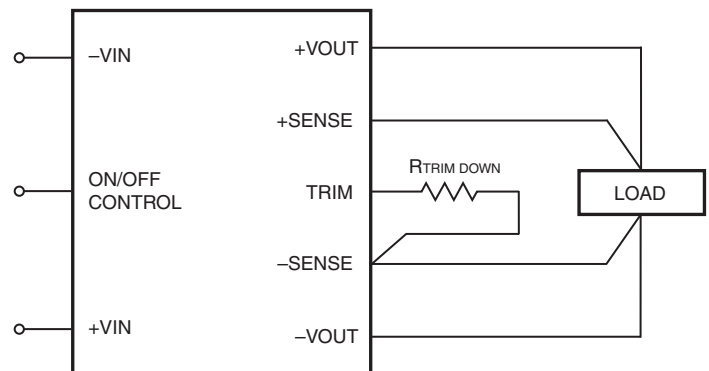 –VIN
+VOUT
+SENSE
ON/OFF
CONTROL
TRIM
RTRIM DOWN
LOAD
–SENSE
+VIN
–VOUT